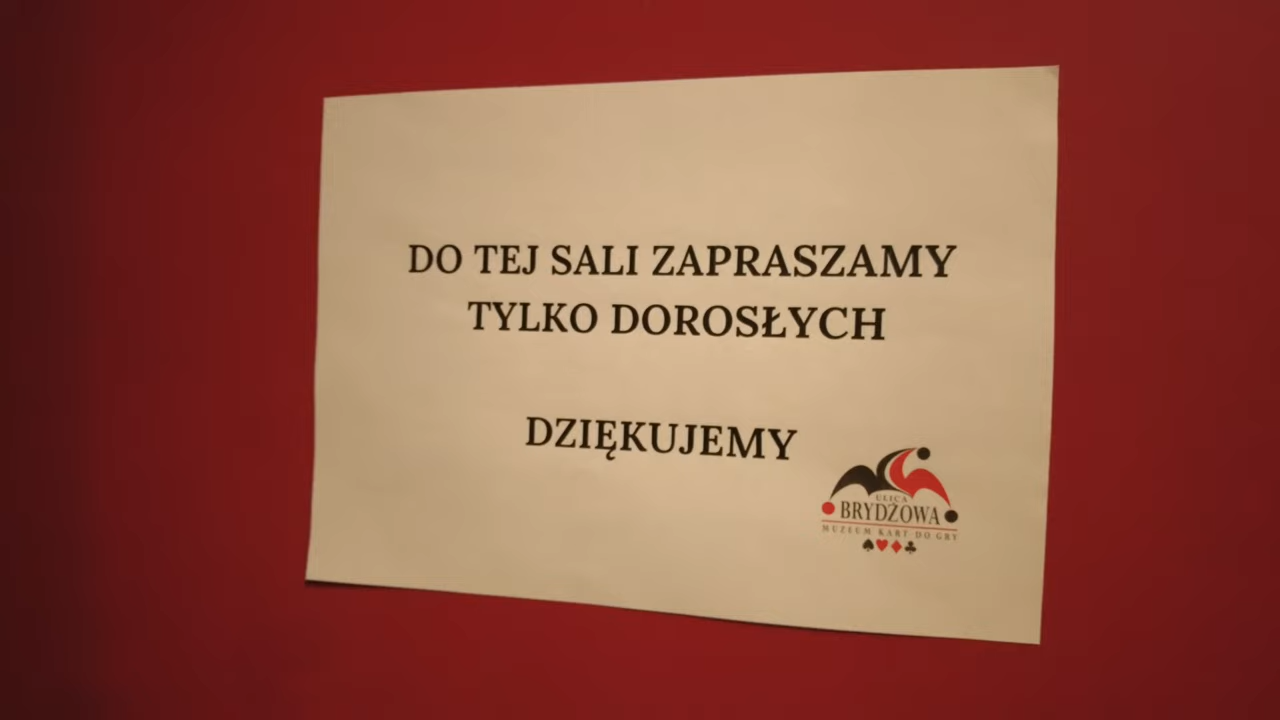 DO TEJ SALI ZAPRASZAMY
TYLKO DOROSŁYCH
DZIĘKUJEMY
ULICA
BRYDŻOWA
MUZEUM KART DO GRY